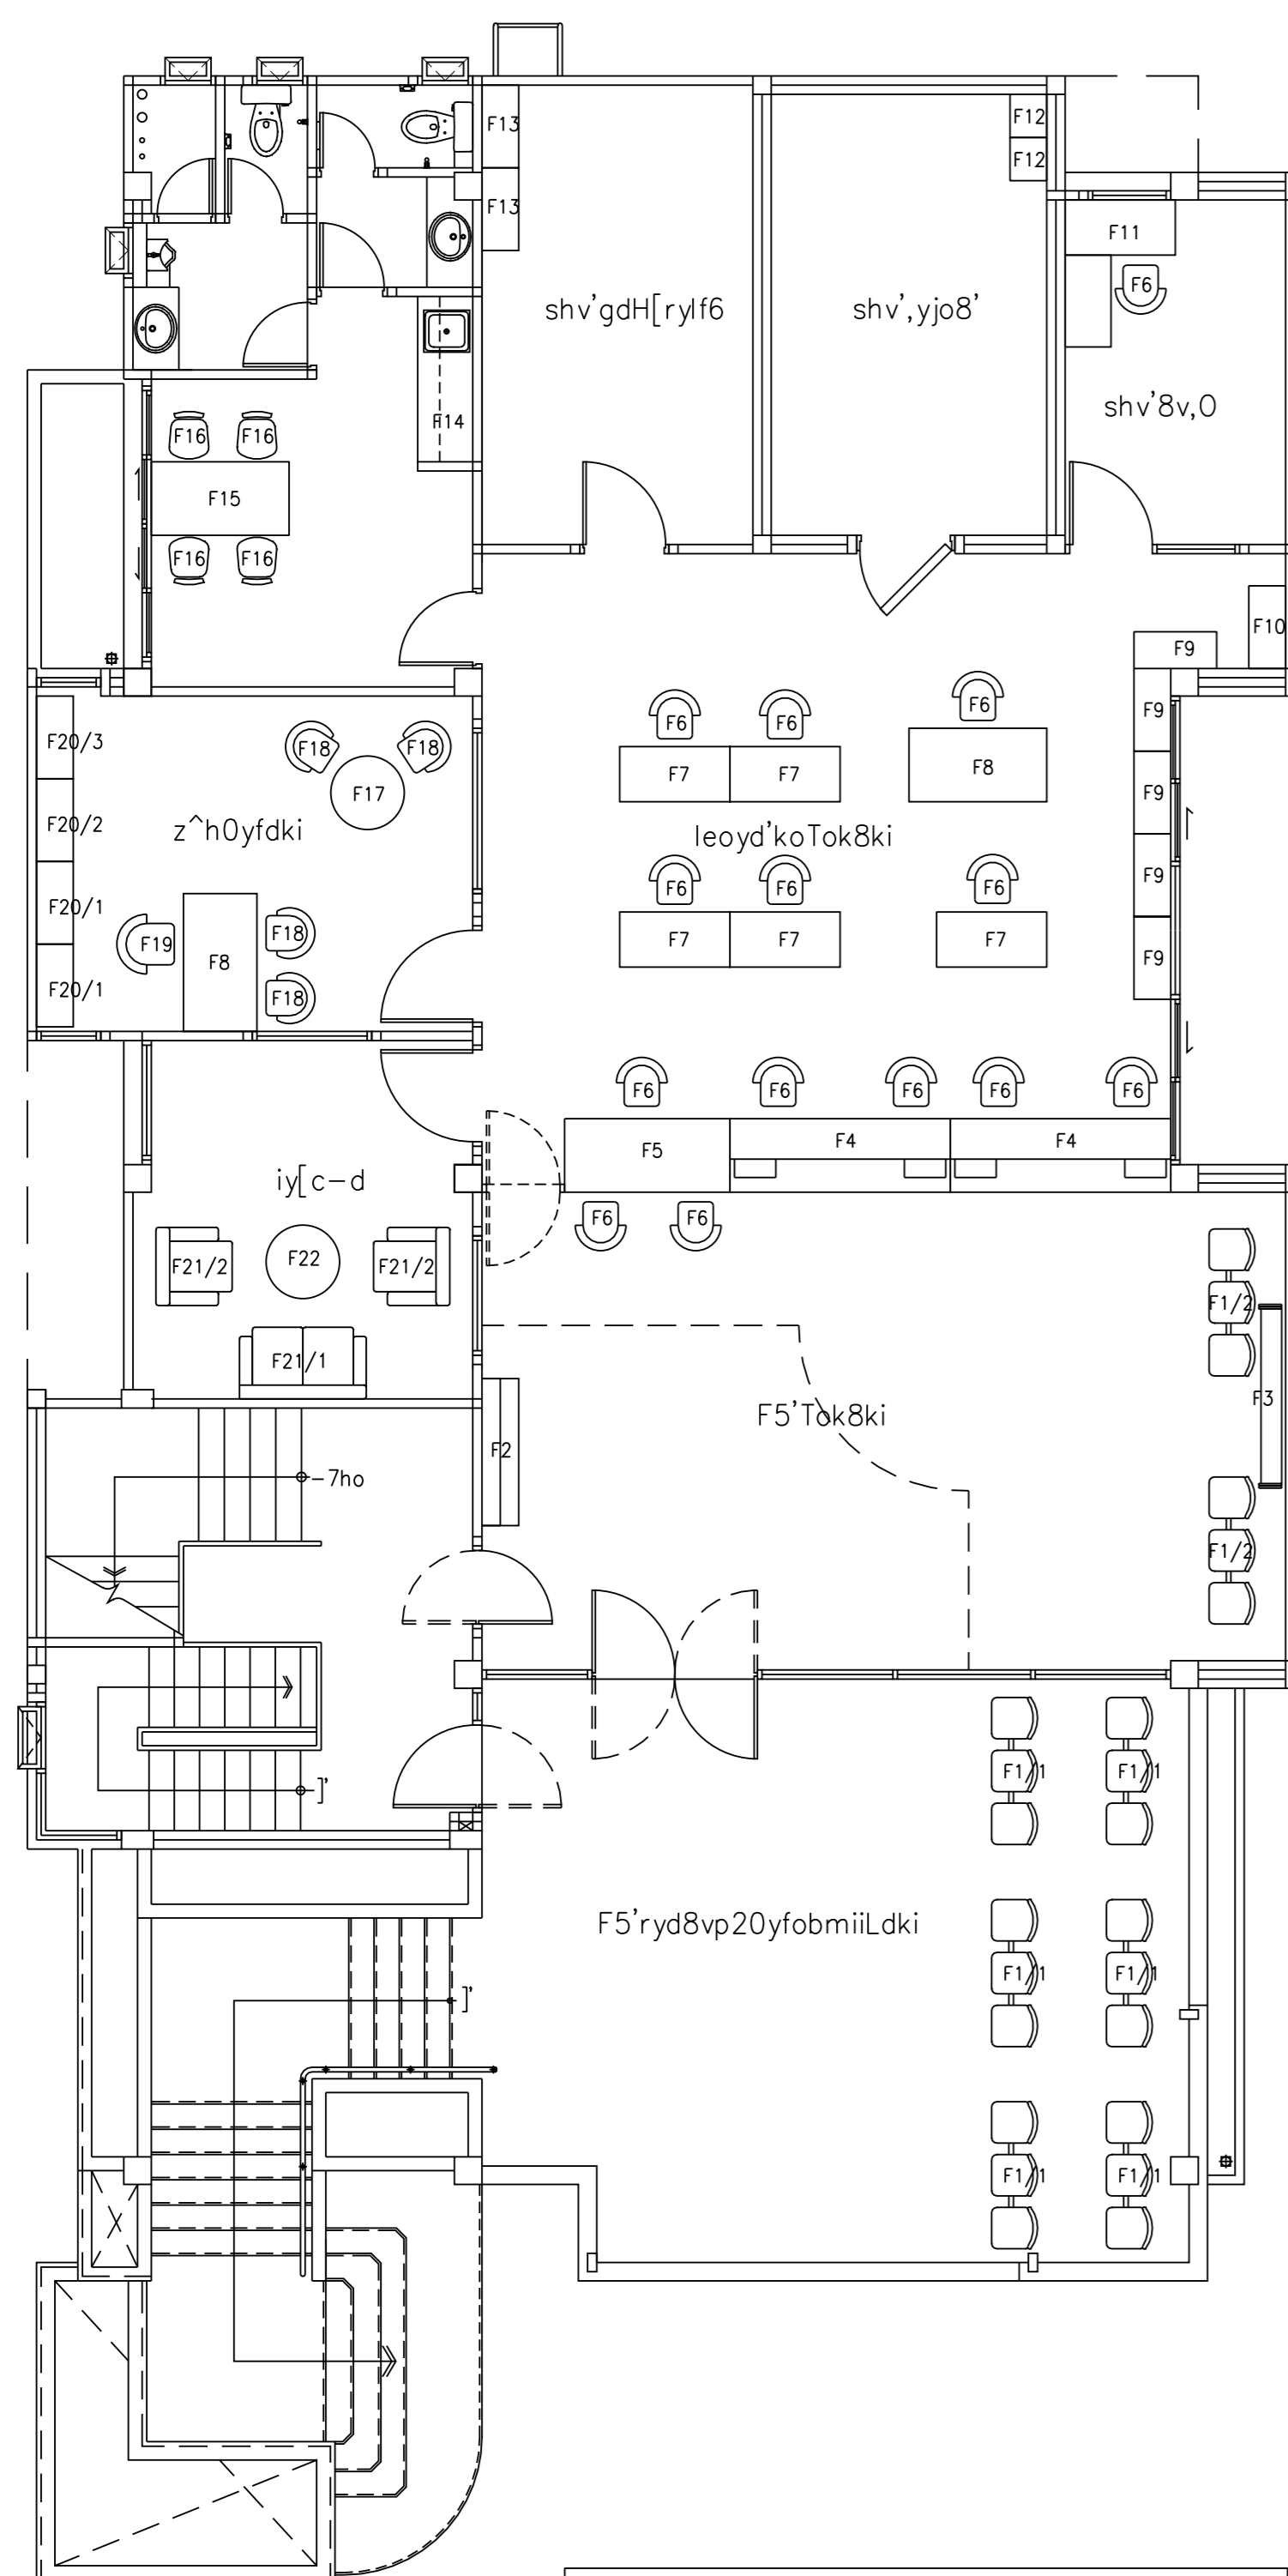 F13
F12
F12
F13
F11
F6
shv'gdH[rylf6
shv',yjo8'
shv'8v,O
F14
F16
F16
F15
F16
F16
F10
F9
F20/3
F18
F18
F17
F6
F6
F6
F9
F7
F7
F8
F20/2
z^h0yfdki
leoyd'koTok8ki
F9
F20/1
F19
F8
F18
F6
F6
F6
F9
F7
F7
F7
F9
F20/1
F18
F6
F6
F6
F6
F6
F5
F4
F4
iy[c-d
F6
F6
F21/2
F22
F21/2
F1/2
F21/1
F5'Tok8ki
F3
F2
-7ho
F1/2
F1/1
F1/1
]'
F5'ryd8vp20yfobmiiLdki
F1/1
F1/1
]'
F1/1
F1/1